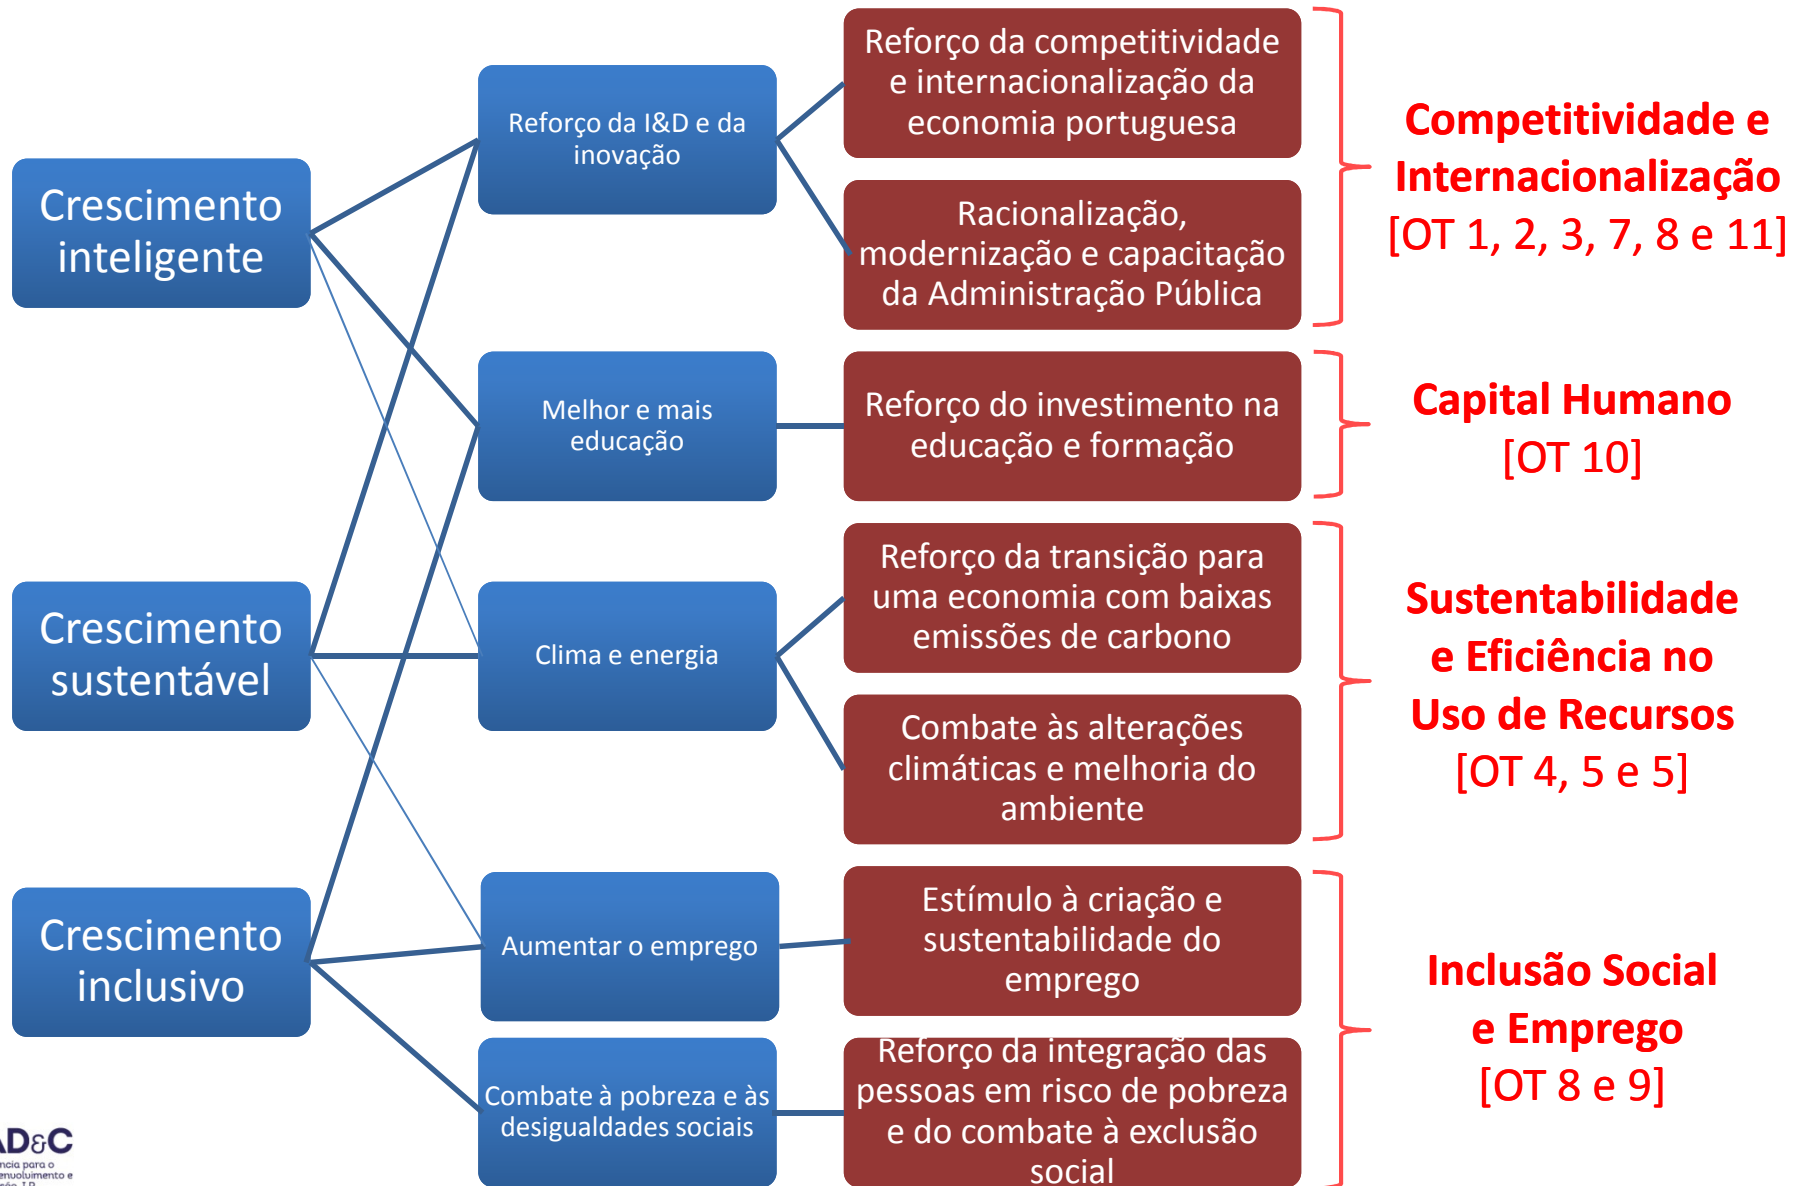 Crescimento
inteligente
Crescimento
sustentável
Crescimento
inclusivo
Reforço da I&D e da
inovação
Melhor e mais
educação
Clima e energia
Aumentar o emprego
Combate à pobreza e às
desigualdades sociais
Reforço da competitividade
e internacionalização da
economia portuguesa
Racionalização,
modernização e capacitação
da Administração Pública
Reforço do investimento na
educação e formação
Reforço da transição para
uma economia com baixas
emissões de carbono
Combate às alterações
climáticas e melhoria do
ambiente
Estímulo à criação e
sustentabilidade do
emprego
Reforço da integração das
pessoas em risco de pobreza
e do combate à exclusão
social
Competitividade e
Internacionalização
[OT 1, 2, 3, 7, 8 e 11]
Capital Humano
[OT 10]
Sustentabilidade
e Eficiência no
Uso de Recursos
[OT 4, 5 e 5]
Inclusão Social
e Emprego
[OT 8 e 9]
AD&C
ncia para o
envolvimento e